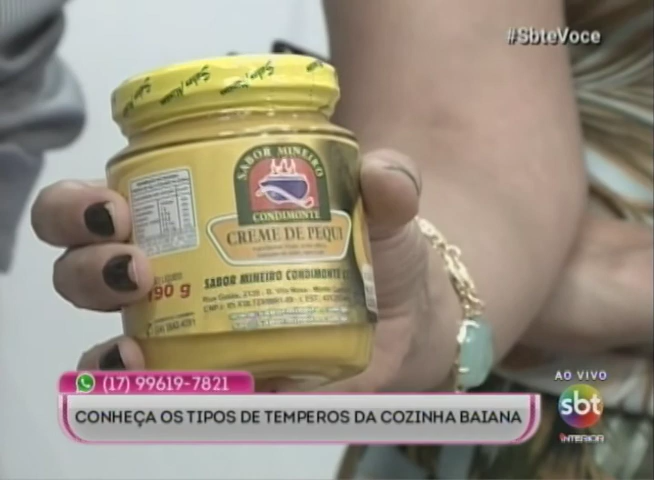 #SbteVoce
SABOR MINEIRO
CONDIMONTE
CREME DE PEQUI
SABOR MINEIRO CONDIMONTE
190 g
(17) 99619-7821
CONHEÇA OS TIPOS DE TEMPEROS DA COZINHA BAIANA
AO VIVO
sbt
INTERIOR